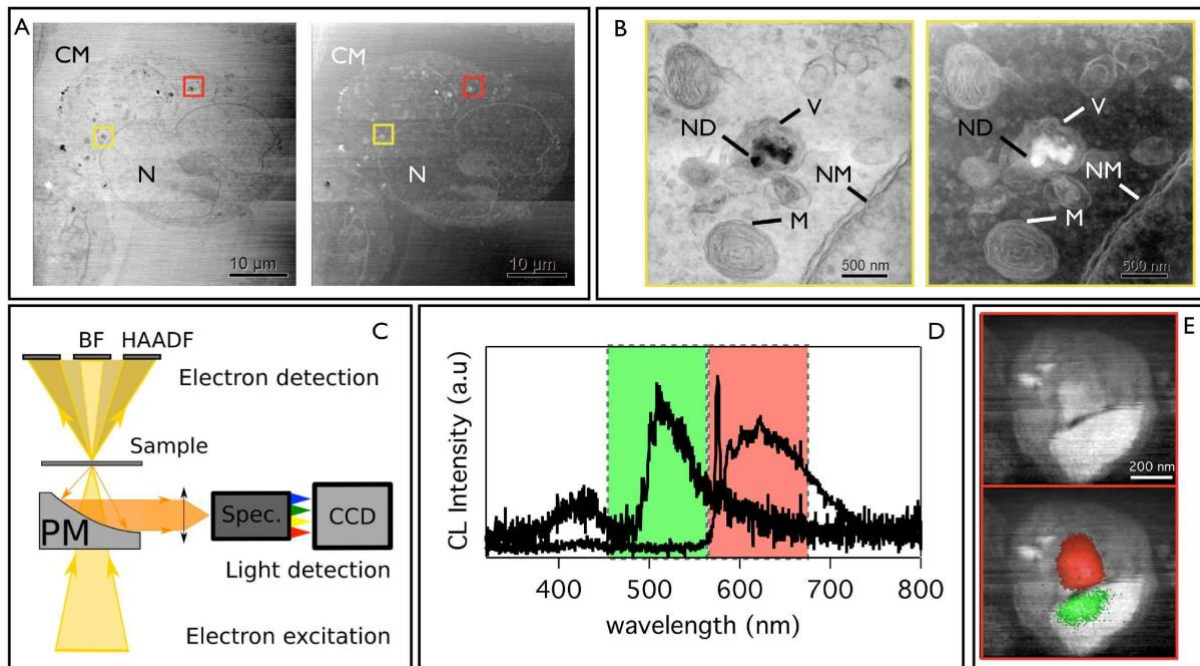 A
CM
N
10 µm
CM
N
10 µm
B
V
ND
NM
M
500 nm
V
ND
NM
M
500 nm
C
BF HAADF
Electron detection
Sample
PM
Spec.
CCD
Light detection
Electron excitation
D
CL Intensity (a.u)
400 500 600 700 800
wavelength (nm)
E
200 nm